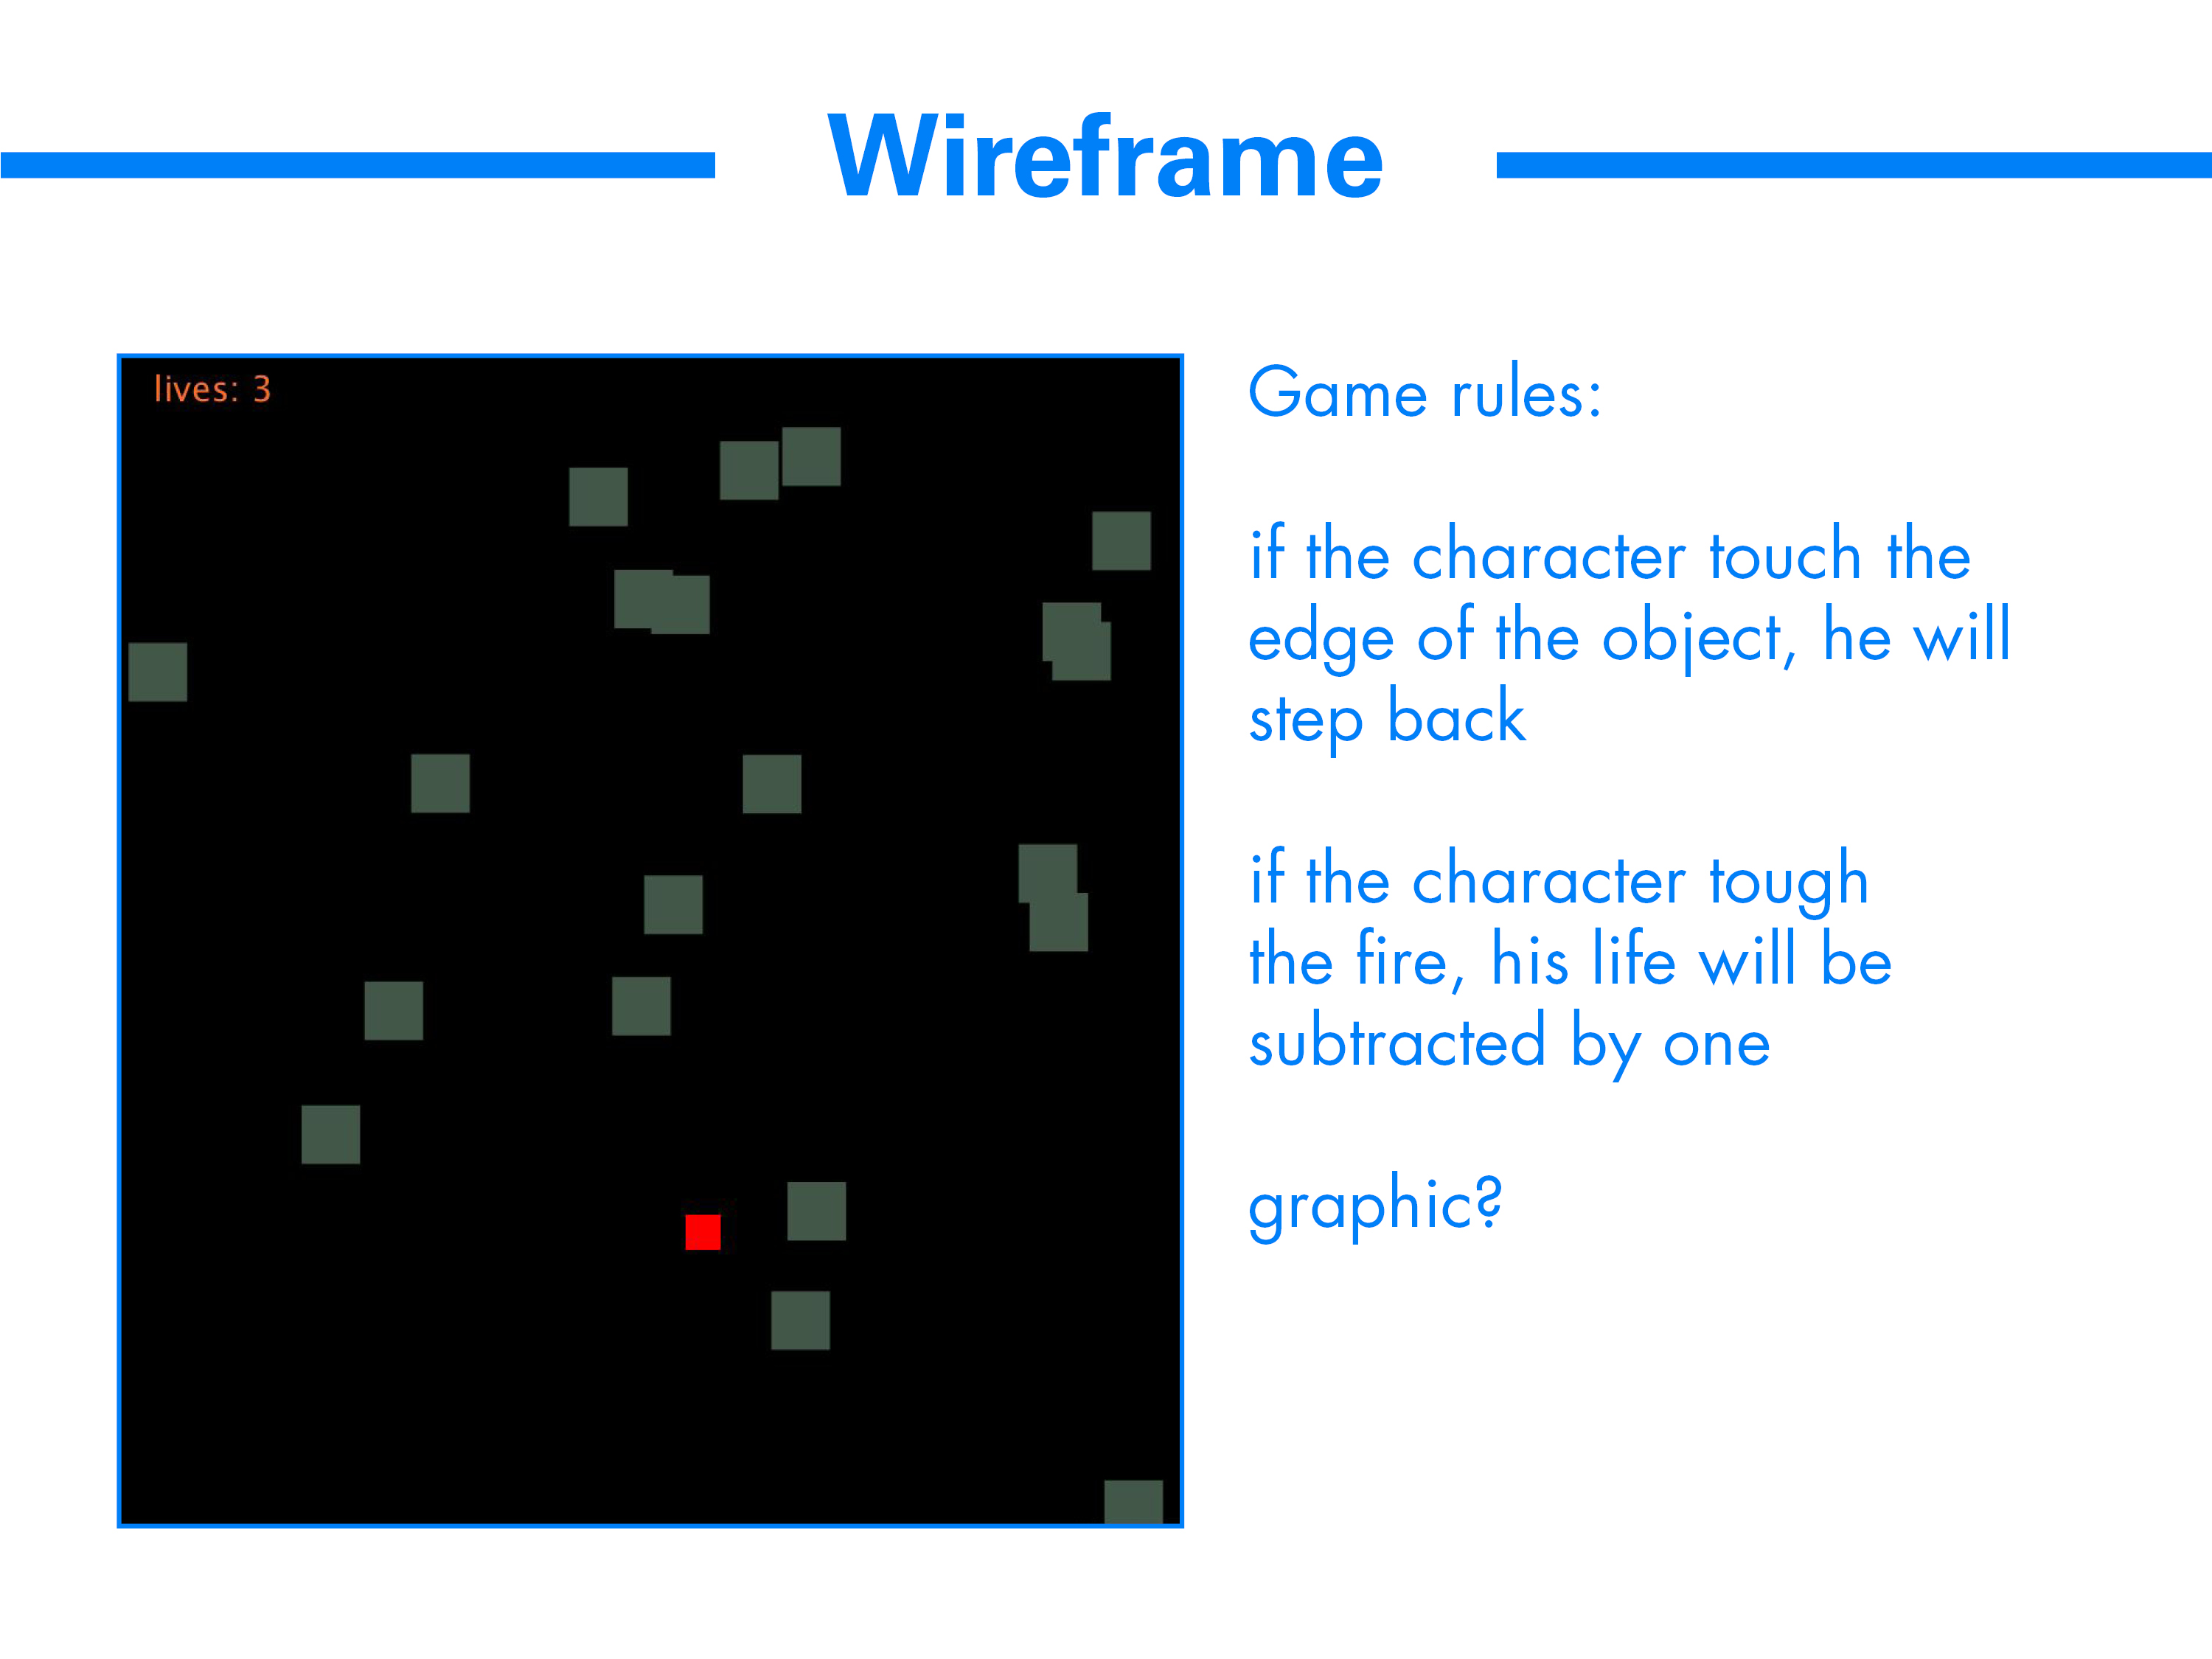 Wireframe
lives: 3
Game rules:
if the character touch the
edge of the object, he will
step back
if the character tough
the fire, his life will be
subtracted by one
graphic?